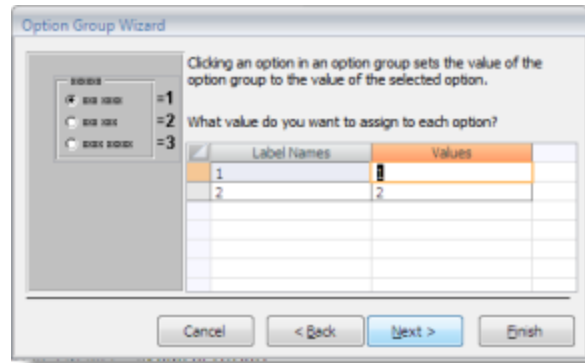 Option Group Wizard
Clicking an option in an option group sets the value of the
option group to the value of the selected option.
=1
=2
=3
What value do you want to assign to each option?
Label Names Values
1 1
2 2
Cancel < Back Next > Finish